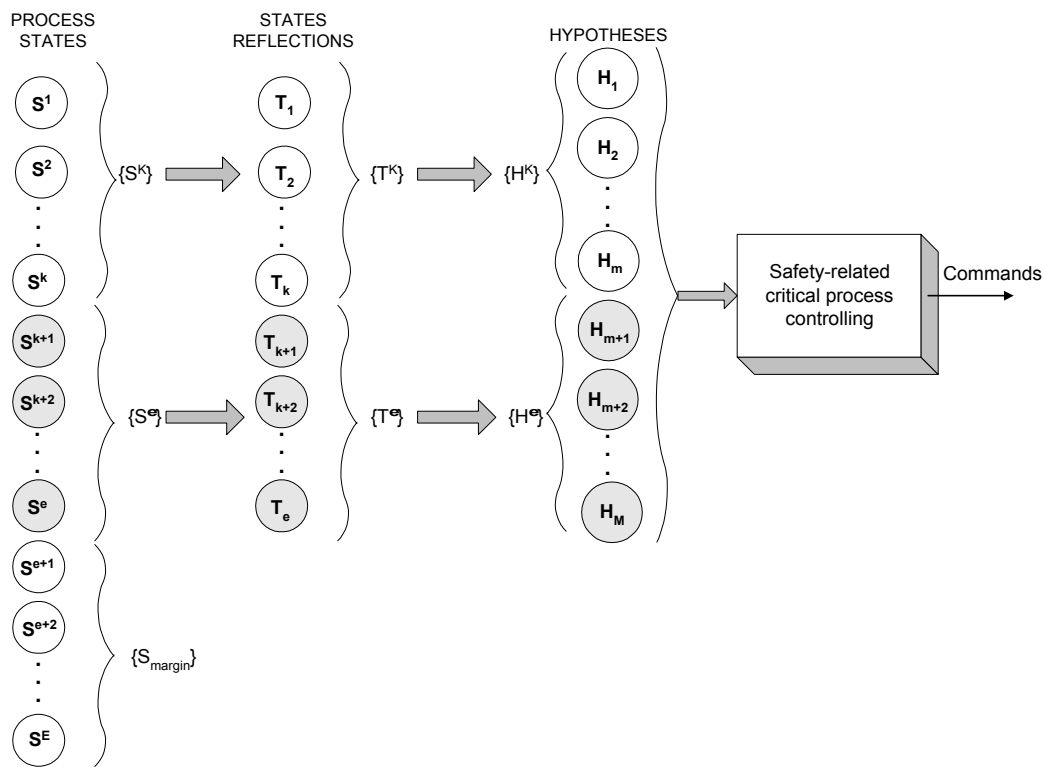 PROCESS
STATES
STATES
REFLECTIONS
HYPOTHESES
S¹
S²
Sᵏ
Sᵏ⁺¹
Sᵏ⁺²
Sᵉ
Sᵉ⁺¹
Sᵉ⁺²
Sᴱ
{Sᴷ}
{Sᵉ}
{S_margin}
T₁
T₂
Tₖ
Tₖ₊₁
Tₖ₊₂
Tₑ
{Tᴷ}
{Tᵉ}
{Hᴷ}
{Hᵉ}
H₁
H₂
Hₘ
Hₘ₊₁
Hₘ₊₂
H_M
Safety-related
critical process
controlling
Commands